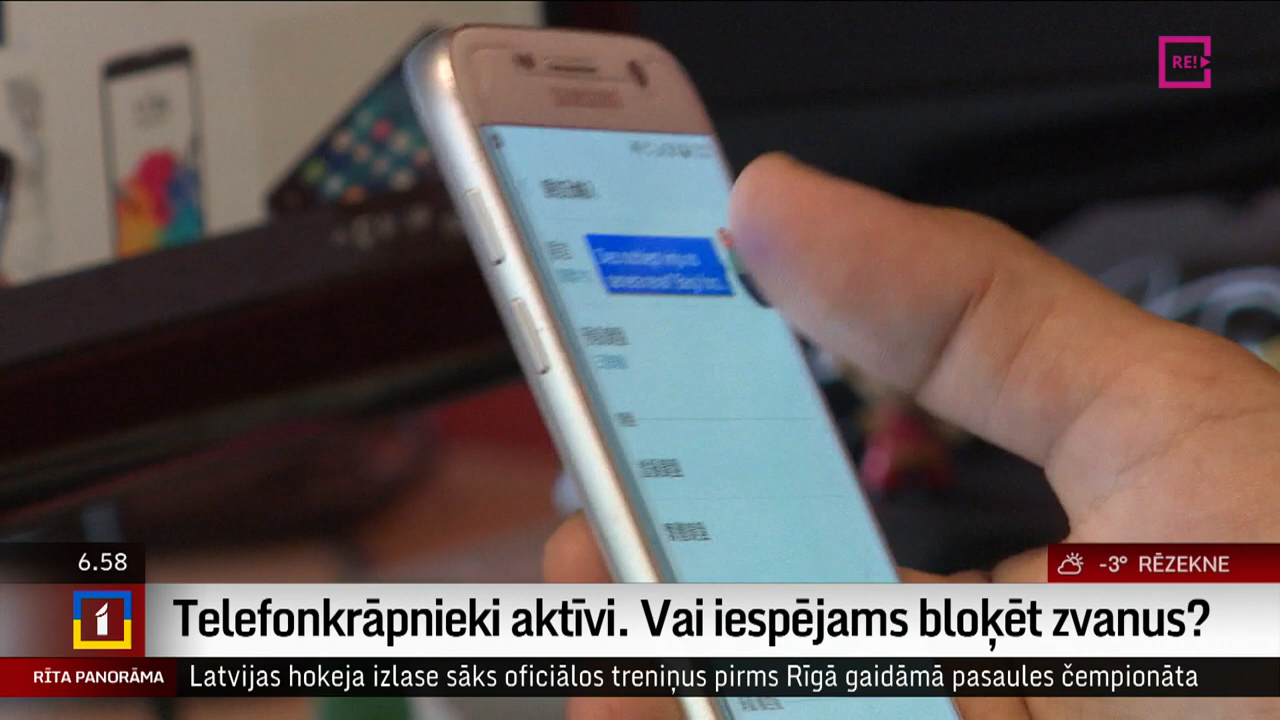 RE!
6.58
-3° RĒZEKNE
1
Telefonkrāpnieki aktīvi. Vai iespējams bloķēt zvanus?
RĪTA PANORĀMA
Latvijas hokeja izlase sāks oficiālos treniņus pirms Rīgā gaidāmā pasaules čempionāta